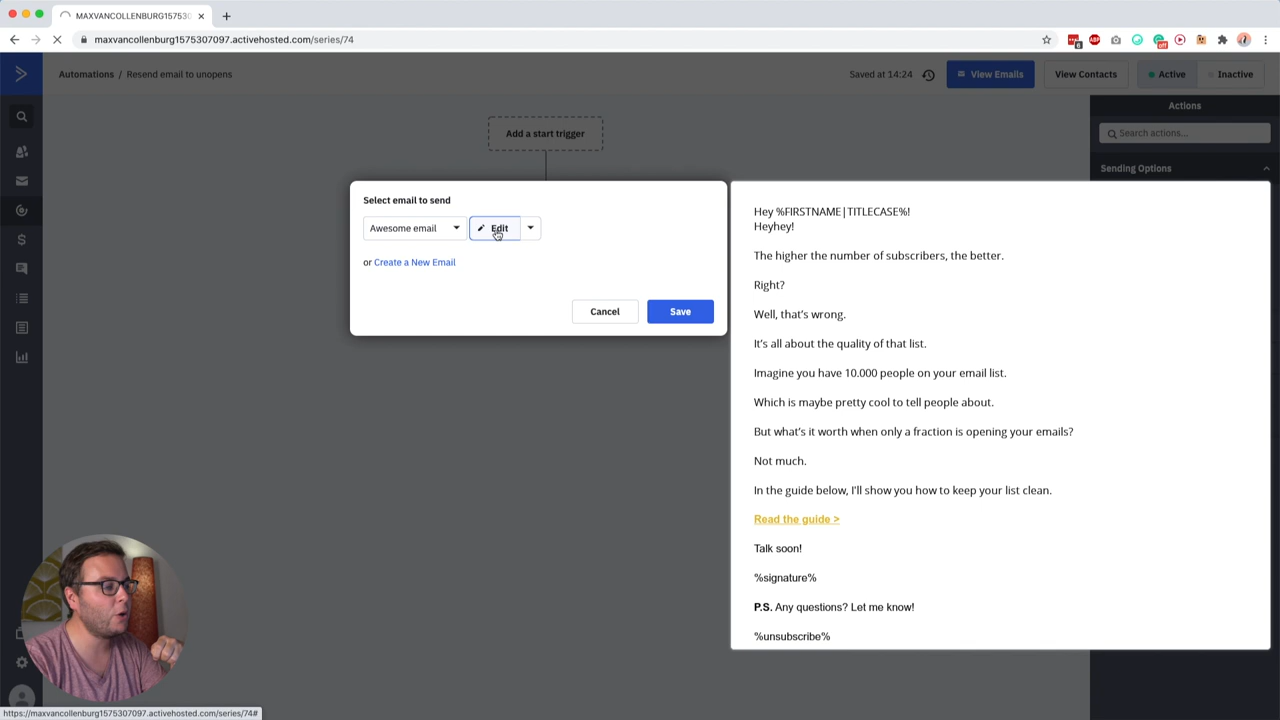 MAXVANCOLLENBURG157530
maxvancollenburg1575307097.activehosted.com/series/74
6
ABP
off
Automations / Resend email to unopens
Saved at 14:24
View Emails
View Contacts
Active
Inactive
Actions
Add a start trigger
Search actions...
Sending Options
Select email to send
Awesome email
Edit
or Create a New Email
Cancel
Save
Hey %FIRSTNAME|TITLECASE%!
Heyhey!
The higher the number of subscribers, the better.
Right?
Well, that's wrong.
It's all about the quality of that list.
Imagine you have 10.000 people on your email list.
Which is maybe pretty cool to tell people about.
But what's it worth when only a fraction is opening your emails?
Not much.
In the guide below, I'll show you how to keep your list clean.
Read the guide >
Talk soon!
%signature%
P.S. Any questions? Let me know!
%unsubscribe%
https://maxvancollenburg1575307097.activehosted.com/series/74#